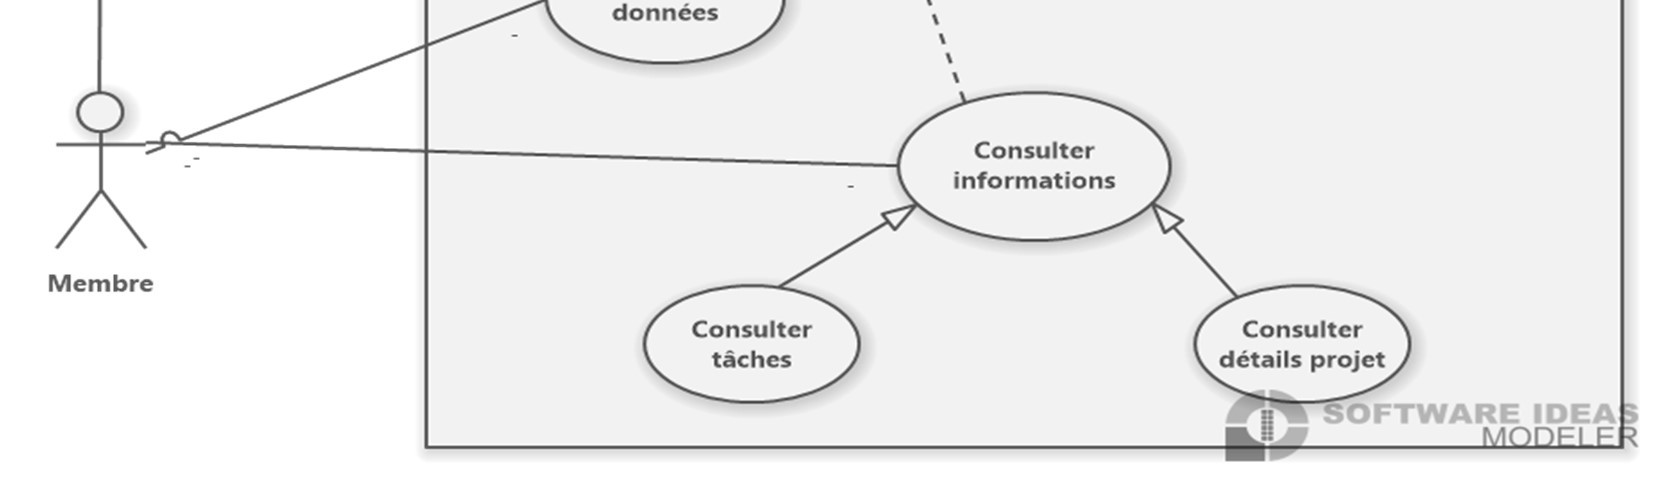 données
Consulter
informations
Membre
Consulter
tâches
Consulter
détails projet
SOFTWARE IDEAS
MODELER